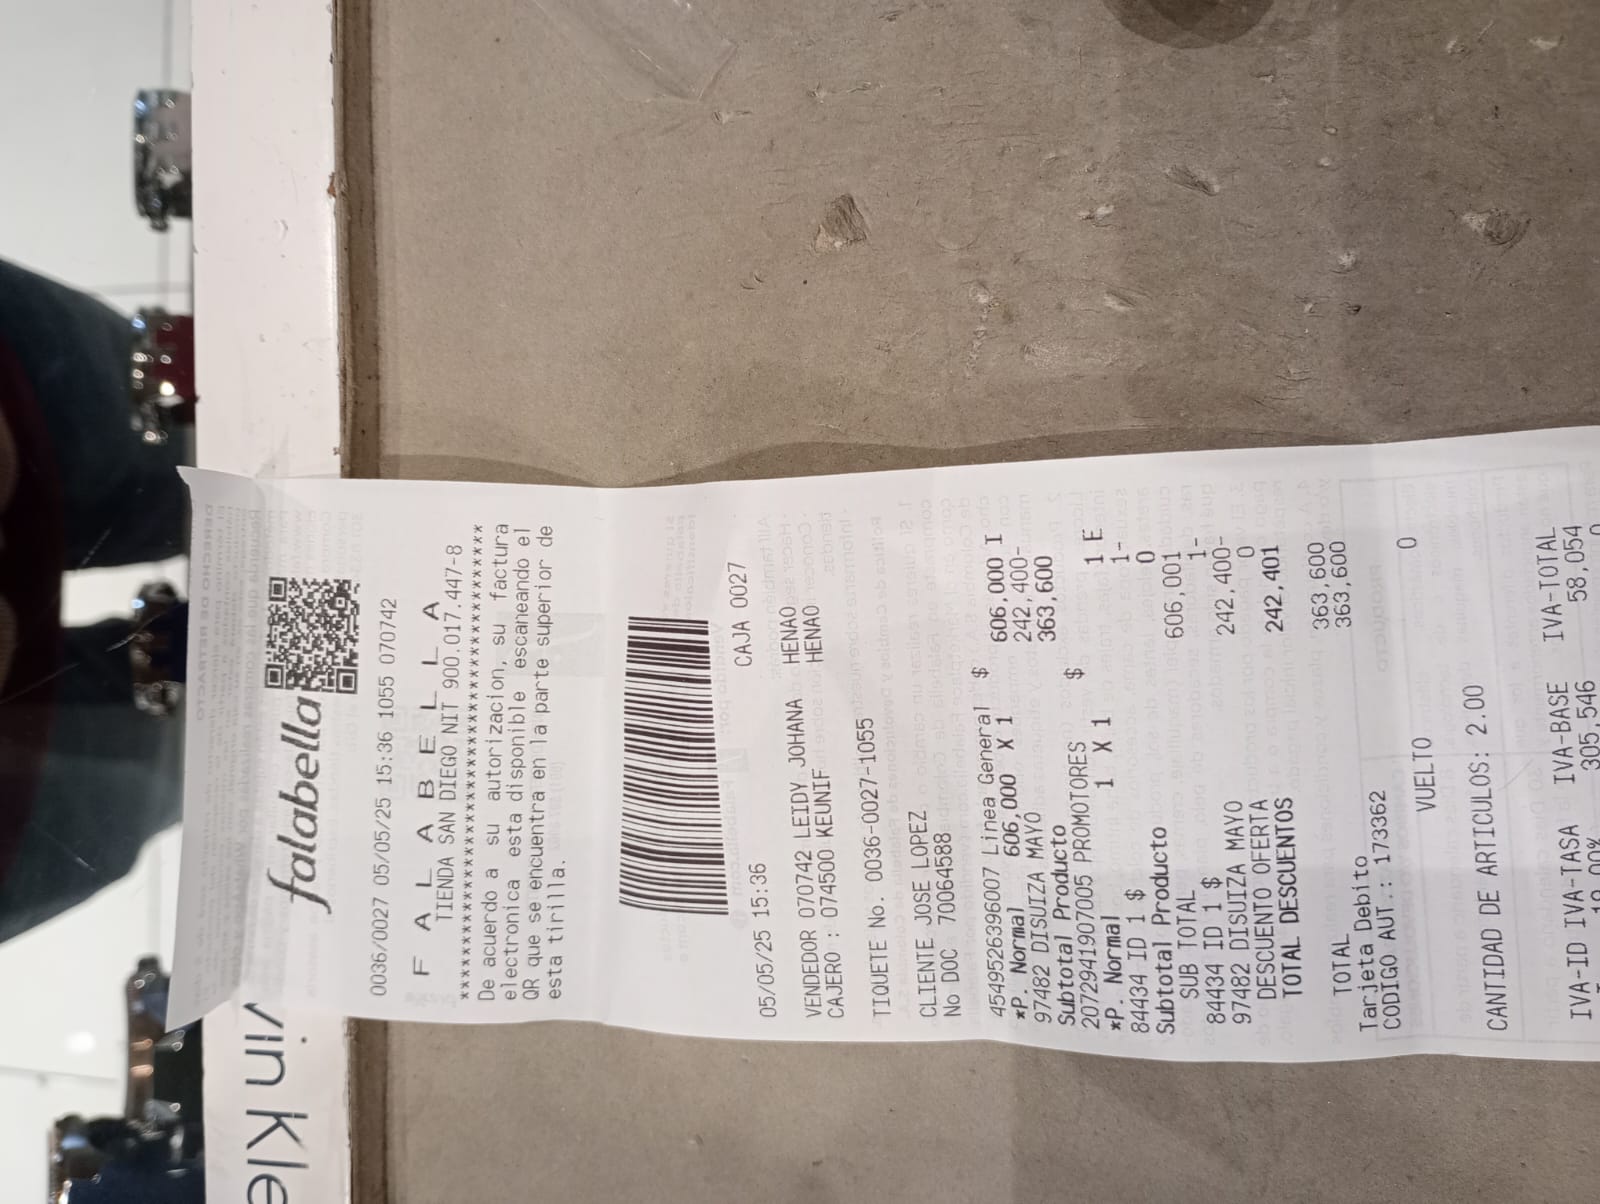 falabella
0036/0027 05/05/25 15:36 1055 070742
F A L A B E L L A
TIENDA SAN DIEGO NIT 900.017.447-8
****************************************
De acuerdo a su autorizacion, su factura
electronica esta disponible escaneando el
QR que se encuentra en la parte superior de
esta tirilla.
05/05/25 15:36 CAJA 0027
VENDEDOR 070742 LEIDY JOHANA HENAO
CAJERO : 074500 KEUNIF HENAO
TIQUETE No. 0036-0027-1055
CLIENTE JOSE LOPEZ
No DOC 70064588
4549526396007 Linea General $ 606,000 I
*P. Normal 606,000 X 1 242,400-
97482 DISUIZA MAYO 363,600
Subtotal Producto $
2072941907005 PROMOTORES 1 E
*P. Normal 1 X 1 1-
84434 ID 1 $ 0
Subtotal Producto 606,001
SUB TOTAL 1-
84434 ID 1 $ 242,400-
97482 DISUIZA MAYO 0
DESCUENTO OFERTA 242,401
TOTAL DESCUENTOS
TOTAL 363,600
Tarjeta Debito 363,600
CODIGO AUT.: 173362
VUELTO 0
CANTIDAD DE ARTICULOS: 2.00
IVA-ID IVA-TASA IVA-BASE IVA-TOTAL
305,546 58,054
vin Kle